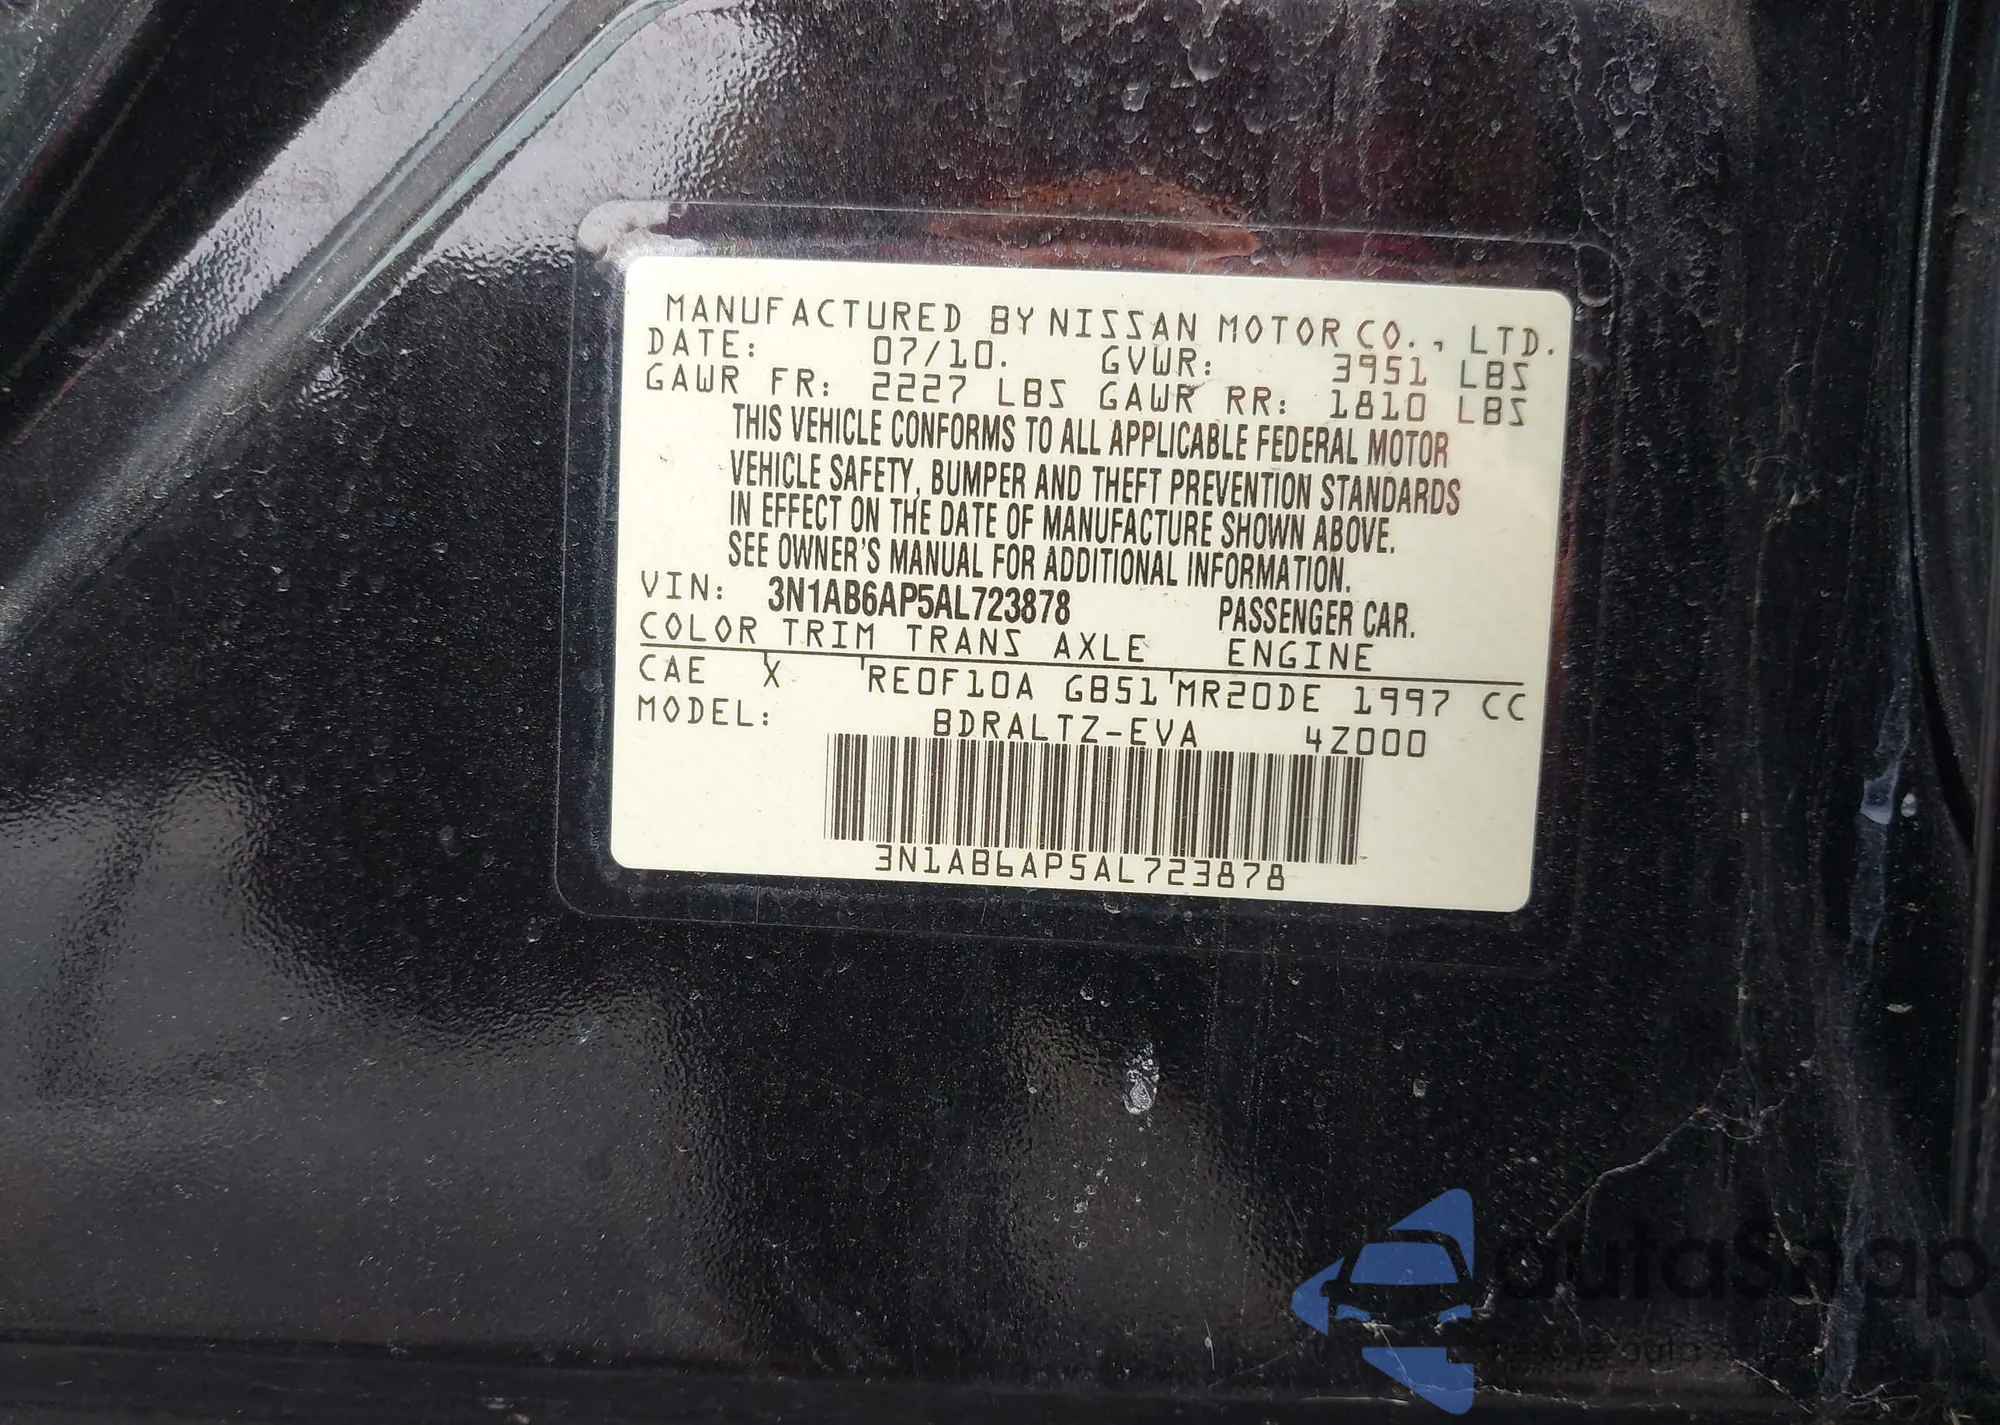 MANUFACTURED BY NISSAN MOTOR CO., LTD.
DATE: 07/10. GVWR: 3951 LBS
GAWR FR: 2227 LBS GAWR RR: 1810 LBS
THIS VEHICLE CONFORMS TO ALL APPLICABLE FEDERAL MOTOR
VEHICLE SAFETY, BUMPER AND THEFT PREVENTION STANDARDS
IN EFFECT ON THE DATE OF MANUFACTURE SHOWN ABOVE.
SEE OWNER'S MANUAL FOR ADDITIONAL INFORMATION.
VIN: 3N1AB6AP5AL723878 PASSENGER CAR.
COLOR TRIM TRANS AXLE ENGINE
CAE X RE0F10A GB51 MR20DE 1997 CC
MODEL: BDRALTZ-EVA 4Z000
3N1AB6AP5AL723878